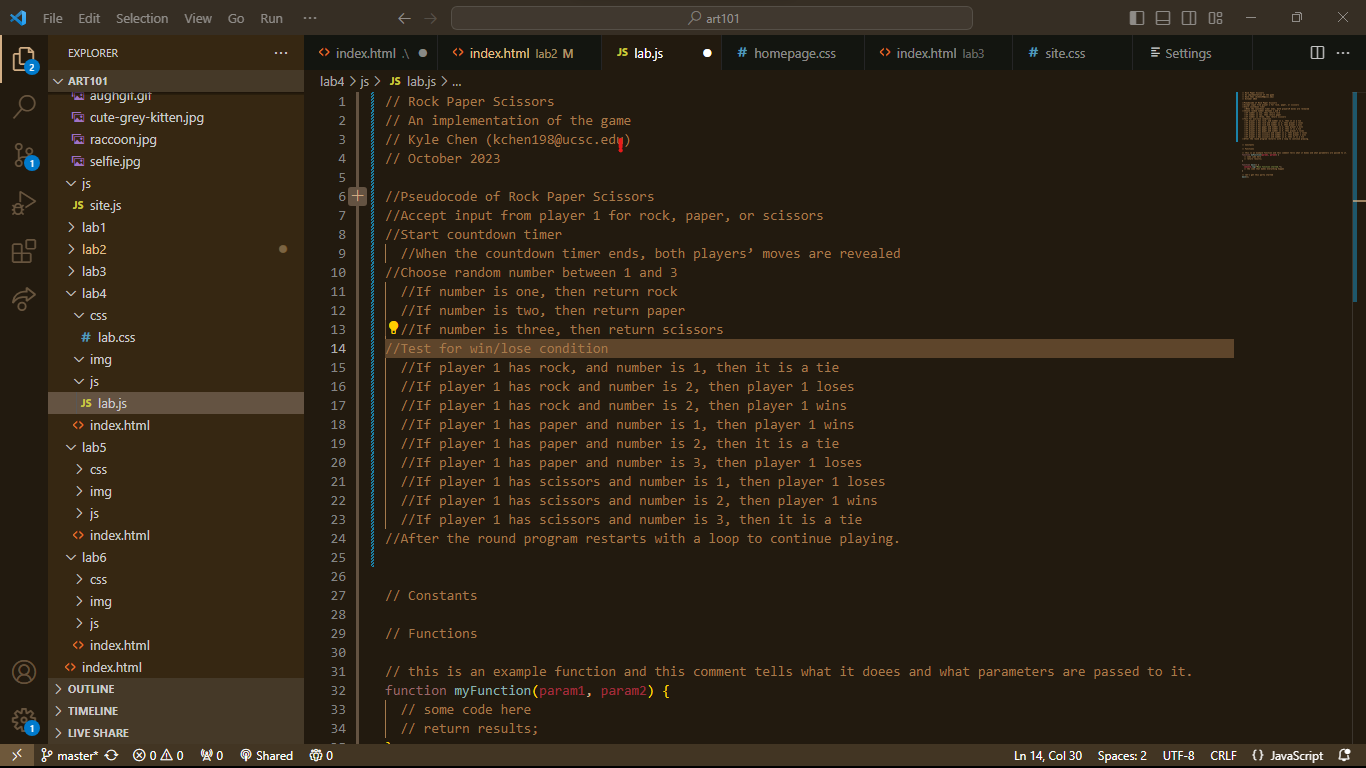 File Edit Selection View Go Run ··· art101
EXPLORER ···
ART101
aughgif.gif
cute-grey-kitten.jpg
raccoon.jpg
selfie.jpg
js
JS site.js
lab1
lab2
lab3
lab4
css
# lab.css
img
js
JS lab.js
<> index.html
lab5
css
img
js
<> index.html
lab6
css
img
js
<> index.html
<> index.html
OUTLINE
TIMELINE
LIVE SHARE
2
1
1
<> index.html .\ <> index.html lab2 M JS lab.js # homepage.css <> index.html lab3 # site.css Settings ···
lab4 > js > JS lab.js > ...
1 // Rock Paper Scissors
2 // An implementation of the game
3 // Kyle Chen (kchen198@ucsc.edu)
4 // October 2023
5
6 //Pseudocode of Rock Paper Scissors
7 //Accept input from player 1 for rock, paper, or scissors
8 //Start countdown timer
9 //When the countdown timer ends, both players’ moves are revealed
10 //Choose random number between 1 and 3
11 //If number is one, then return rock
12 //If number is two, then return paper
13 //If number is three, then return scissors
14 //Test for win/lose condition
15 //If player 1 has rock, and number is 1, then it is a tie
16 //If player 1 has rock and number is 2, then player 1 loses
17 //If player 1 has rock and number is 2, then player 1 wins
18 //If player 1 has paper and number is 1, then player 1 wins
19 //If player 1 has paper and number is 2, then it is a tie
20 //If player 1 has paper and number is 3, then player 1 loses
21 //If player 1 has scissors and number is 1, then player 1 loses
22 //If player 1 has scissors and number is 2, then player 1 wins
23 //If player 1 has scissors and number is 3, then it is a tie
24 //After the round program restarts with a loop to continue playing.
25
26
27 // Constants
28
29 // Functions
30
31 // this is an example function and this comment tells what it doees and what parameters are passed to it.
32 function myFunction(param1, param2) {
33 // some code here
34 // return results;
master* 0 0 0 Shared 0 Ln 14, Col 30 Spaces: 2 UTF-8 CRLF {} JavaScript